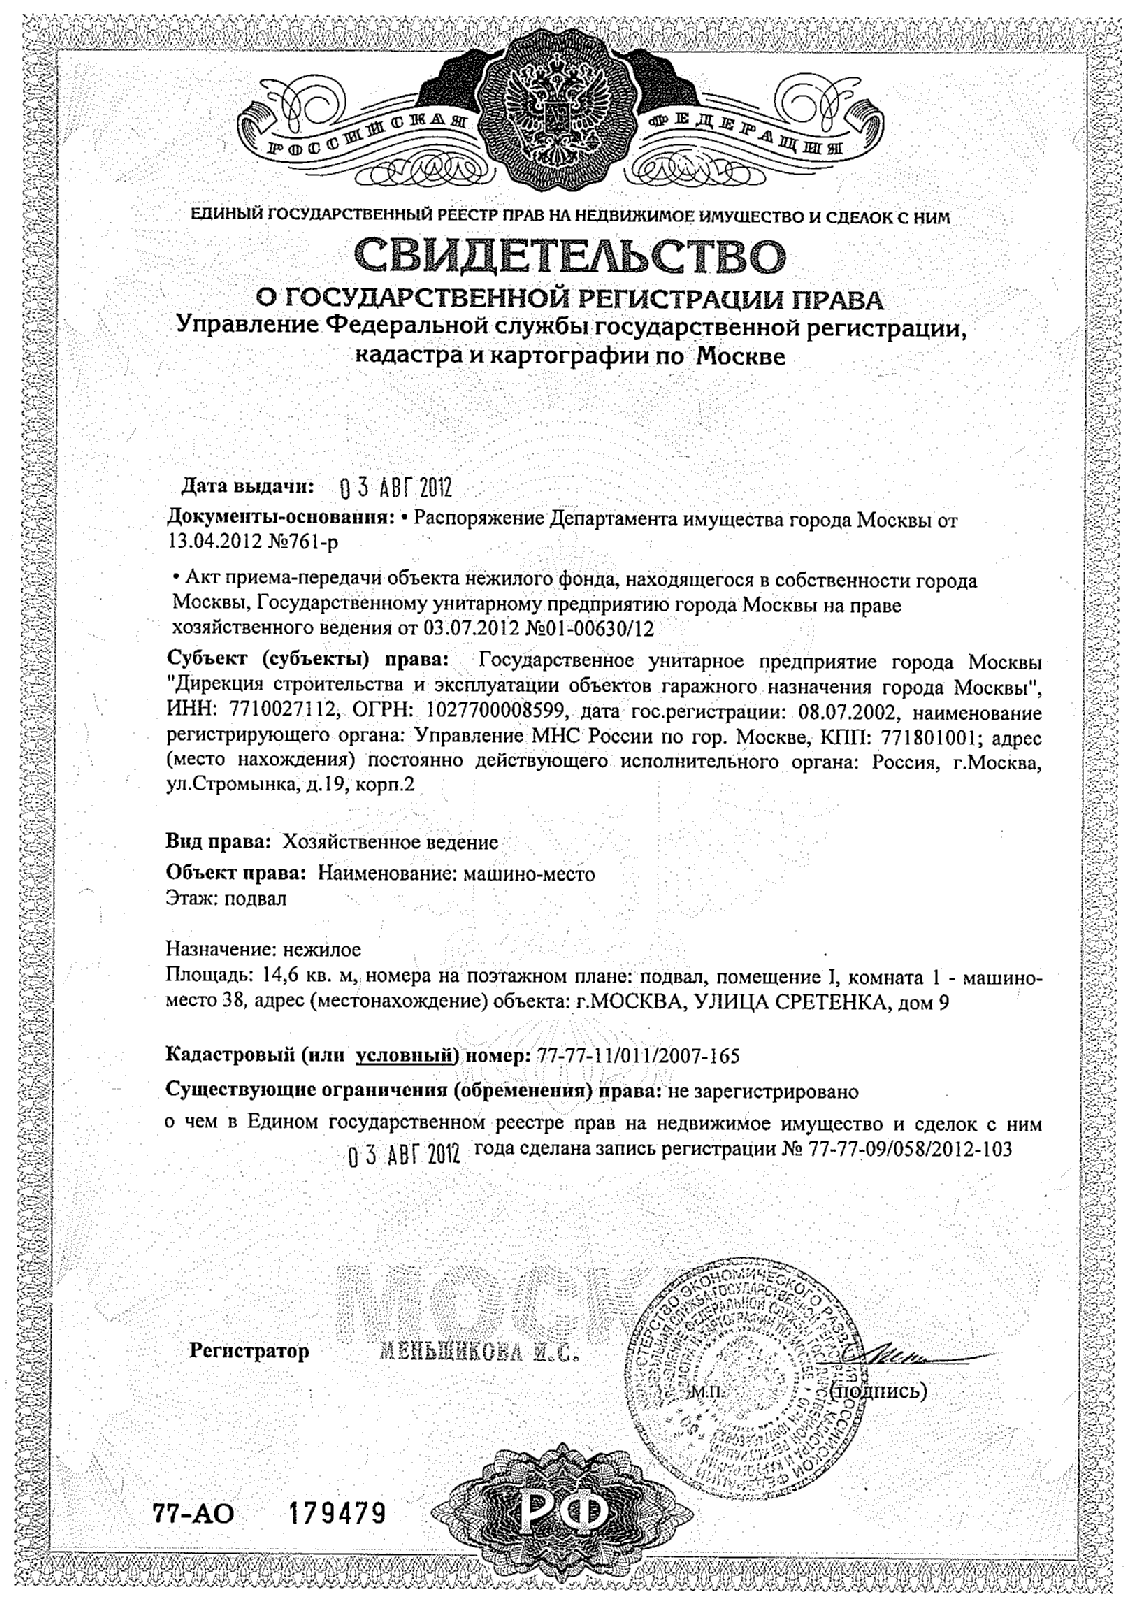 РОССИЙСКАЯ ФЕДЕРАЦИЯ
ЕДИНЫЙ ГОСУДАРСТВЕННЫЙ РЕЕСТР ПРАВ НА НЕДВИЖИМОЕ ИМУЩЕСТВО И СДЕЛОК С НИМ
СВИДЕТЕЛЬСТВО
О ГОСУДАРСТВЕННОЙ РЕГИСТРАЦИИ ПРАВА
Управление Федеральной службы государственной регистрации,
кадастра и картографии по Москве
Дата выдачи: 03 АВГ 2012
Документы-основания: • Распоряжение Департамента имущества города Москвы от
13.04.2012 №761-р
• Акт приема-передачи объекта нежилого фонда, находящегося в собственности города
Москвы, Государственному унитарному предприятию города Москвы на праве
хозяйственного ведения от 03.07.2012 №01-00630/12
Субъект (субъекты) права: Государственное унитарное предприятие города Москвы
"Дирекция строительства и эксплуатации объектов гаражного назначения города Москвы",
ИНН: 7710027112, ОГРН: 1027700008599, дата гос.регистрации: 08.07.2002, наименование
регистрирующего органа: Управление МНС России по гор. Москве, КПП: 771801001; адрес
(место нахождения) постоянно действующего исполнительного органа: Россия, г.Москва,
ул.Стромынка, д.19, корп.2
Вид права: Хозяйственное ведение
Объект права: Наименование: машино-место
Этаж: подвал
Назначение: нежилое
Площадь: 14,6 кв. м, номера на поэтажном плане: подвал, помещение I, комната 1 - машино-
место 38, адрес (местонахождение) объекта: г.МОСКВА, УЛИЦА СРЕТЕНКА, дом 9
Кадастровый (или условный) номер: 77-77-11/011/2007-165
Существующие ограничения (обременения) права: не зарегистрировано
о чем в Едином государственном реестре прав на недвижимое имущество и сделок с ним
03 АВГ 2012 года сделана запись регистрации № 77-77-09/058/2012-103
МОСК
Регистратор МЕНЬШИКОВА И.С.
М.П. (подпись)
77-АО 179479
РФ